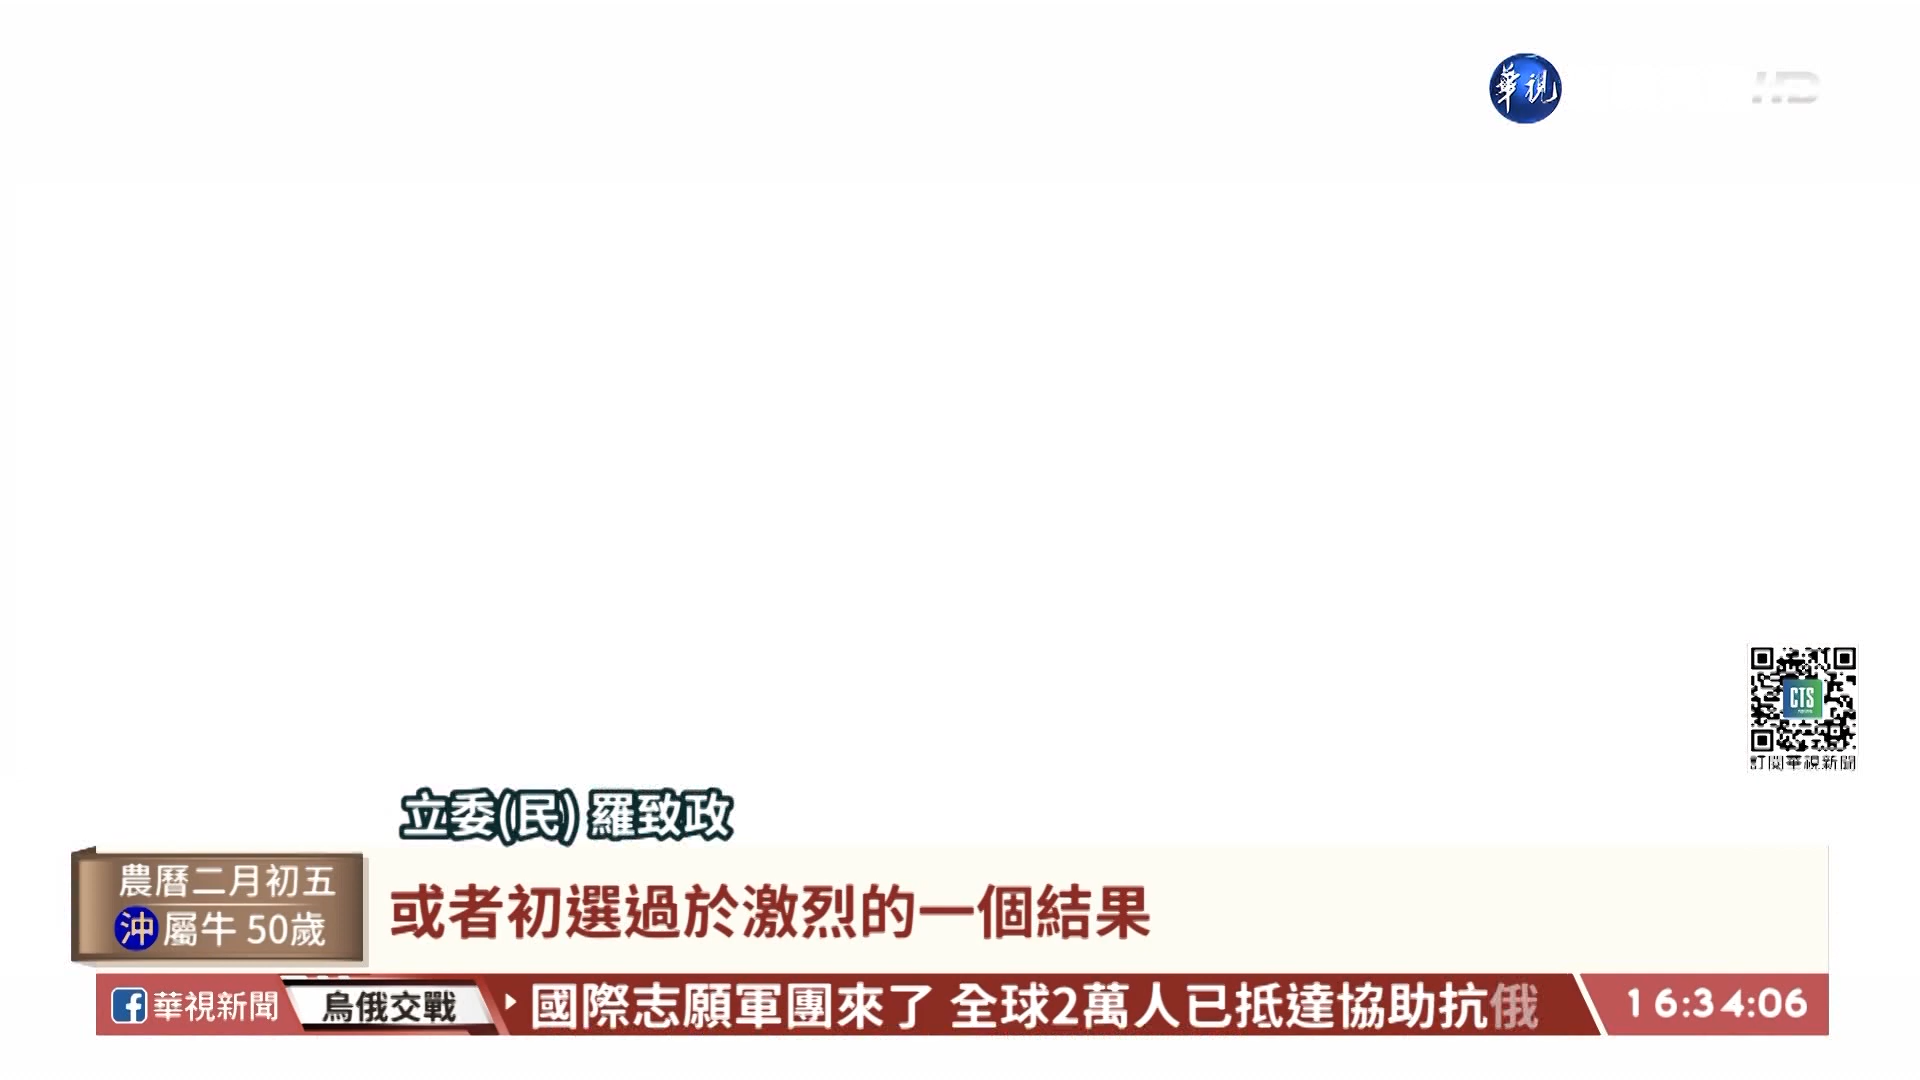 華視
HD
CTS
訂閱華視新聞
立委(民) 羅致政
農曆二月初五
沖屬牛 50歲
或者初選過於激烈的一個結果
華視新聞
烏俄交戰
國際志願軍團來了 全球2萬人已抵達協助抗俄
16:34:06